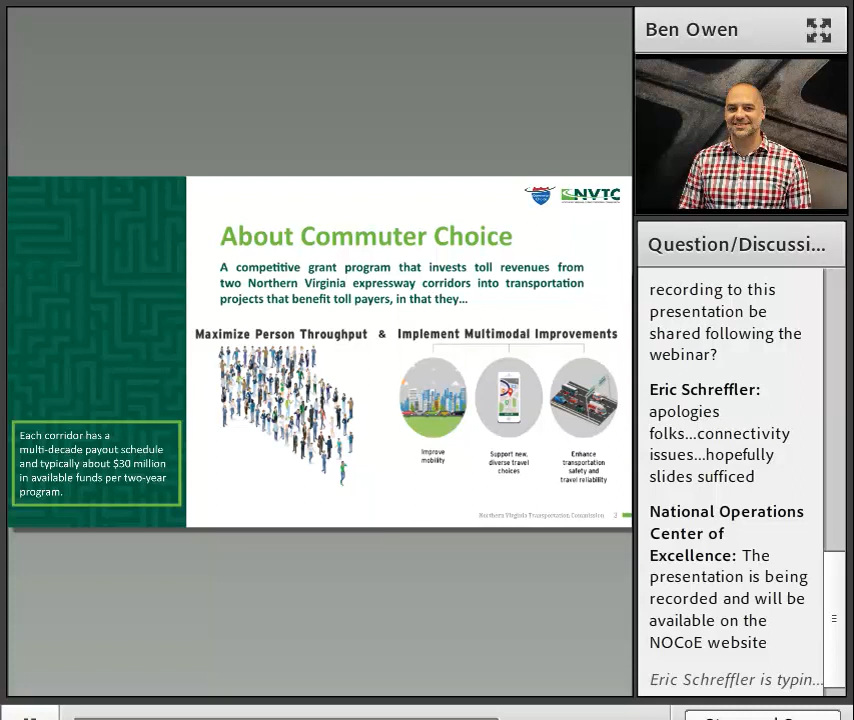 Ben Owen
NVTC
About Commuter Choice
A competitive grant program that invests toll revenues from
two Northern Virginia expressway corridors into transportation
projects that benefit toll payers, in that they...
Maximize Person Throughput & Implement Multimodal Improvements
Improve
mobility
Support new,
diverse travel
choices
Enhance
transportation
safety and
travel reliability
Each corridor has a
multi-decade payout schedule
and typically about $30 million
in available funds per two-year
program.
Northern Virginia Transportation Commission 3
Question/Discussi...
recording to this
presentation be
shared following the
webinar?
Eric Schreffler:
apologies
folks...connectivity
issues...hopefully
slides sufficed
National Operations
Center of
Excellence: The
presentation is being
recorded and will be
available on the
NOCoE website
Eric Schreffler is typin...